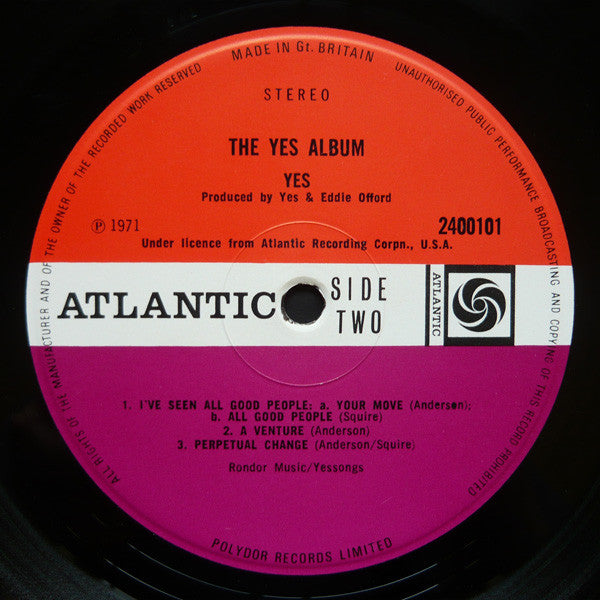 MADE IN Gt. BRITAIN
UNAUTHORISED PUBLIC PERFORMANCE BROADCASTING AND COPYING OF THIS RECORD PROHIBITED
POLYDOR RECORDS LIMITED
ALL RIGHTS OF THE MANUFACTURER AND OF THE OWNER OF THE RECORDED WORK RESERVED
STEREO
THE YES ALBUM
YES
Produced by Yes & Eddie Offord
℗ 1971
2400101
Under licence from Atlantic Recording Corpn., U.S.A.
ATLANTIC
SIDE
TWO
ATLANTIC
1. I'VE SEEN ALL GOOD PEOPLE: a. YOUR MOVE (Anderson);
b. ALL GOOD PEOPLE (Squire)
2. A VENTURE (Anderson)
3. PERPETUAL CHANGE (Anderson/Squire)
Rondor Music/Yessongs